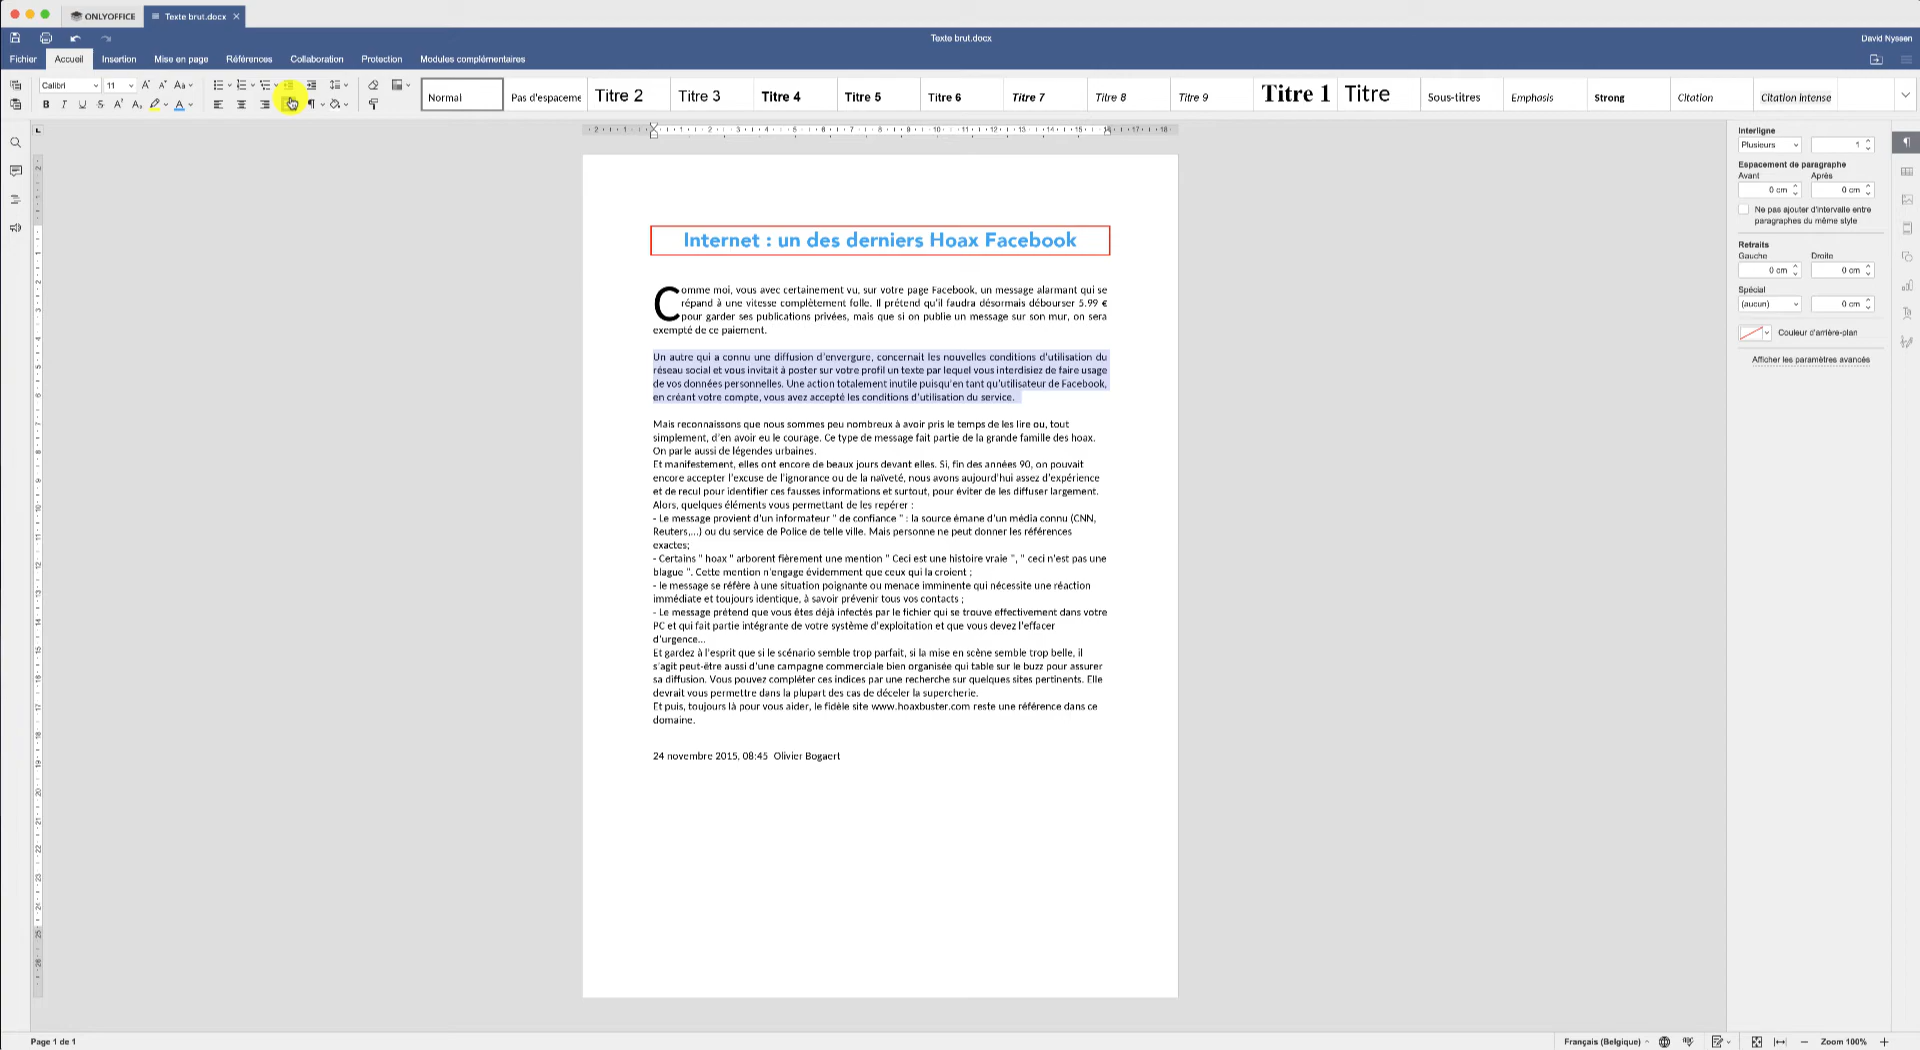 ONLYOFFICE
Texte brut.docx
Texte brut.docx
David Nyssen
Fichier Accueil Insertion Mise en page Références Collaboration Protection Modules complémentaires
Calibri 11
Normal Pas d'espaceme Titre 2 Titre 3 Titre 4 Titre 5 Titre 6 Titre 7 Titre 8 Titre 9 Titre 1 Titre Sous-titres Emphasis Strong Citation Citation intense
Internet : un des derniers Hoax Facebook
Comme moi, vous avec certainement vu, sur votre page Facebook, un message alarmant qui se
répand à une vitesse complètement folle. Il prétend qu'il faudra désormais débourser 5.99 €
pour garder ses publications privées, mais que si on publie un message sur son mur, on sera
exempté de ce paiement.
Un autre qui a connu une diffusion d'envergure, concernait les nouvelles conditions d'utilisation du
réseau social et vous invitait à poster sur votre profil un texte par lequel vous interdisiez de faire usage
de vos données personnelles. Une action totalement inutile puisqu'en tant qu'utilisateur de Facebook,
en créant votre compte, vous avez accepté les conditions d'utilisation du service.
Mais reconnaissons que nous sommes peu nombreux à avoir pris le temps de les lire ou, tout
simplement, d'en avoir eu le courage. Ce type de message fait partie de la grande famille des hoax.
On parle aussi de légendes urbaines.
Et manifestement, elles ont encore de beaux jours devant elles. Si, fin des années 90, on pouvait
encore accepter l'excuse de l'ignorance ou de la naïveté, nous avons aujourd'hui assez d'expérience
et de recul pour identifier ces fausses informations et surtout, pour éviter de les diffuser largement.
Alors, quelques éléments vous permettant de les repérer :
- Le message provient d'un informateur " de confiance " : la source émane d'un média connu (CNN,
Reuters,...) ou du service de Police de telle ville. Mais personne ne peut donner les références
exactes;
- Certains " hoax " arborent fièrement une mention " Ceci est une histoire vraie ", " ceci n'est pas une
blague ". Cette mention n'engage évidemment que ceux qui la croient ;
- le message se réfère à une situation poignante ou menace imminente qui nécessite une réaction
immédiate et toujours identique, à savoir prévenir tous vos contacts ;
- Le message prétend que vous êtes déjà infectés par le fichier qui se trouve effectivement dans votre
PC et qui fait partie intégrante de votre système d'exploitation et que vous devez l'effacer
d'urgence...
Et gardez à l'esprit que si le scénario semble trop parfait, si la mise en scène semble trop belle, il
s'agit peut-être aussi d'une campagne commerciale bien organisée qui table sur le buzz pour assurer
sa diffusion. Vous pouvez compléter ces indices par une recherche sur quelques sites pertinents. Elle
devrait vous permettre dans la plupart des cas de déceler la supercherie.
Et puis, toujours là pour vous aider, le fidèle site www.hoaxbuster.com reste une référence dans ce
domaine.
24 novembre 2015, 08:45 Olivier Bogaert
Interligne
Plusieurs 1
Espacement de paragraphe
Avant Après
0 cm 0 cm
Ne pas ajouter d'intervalle entre
paragraphes du même style
Retraits
Gauche Droite
0 cm 0 cm
Spécial
(aucun) 0 cm
Couleur d'arrière-plan
Afficher les paramètres avancés
Page 1 de 1
Français (Belgique)
Zoom 100%